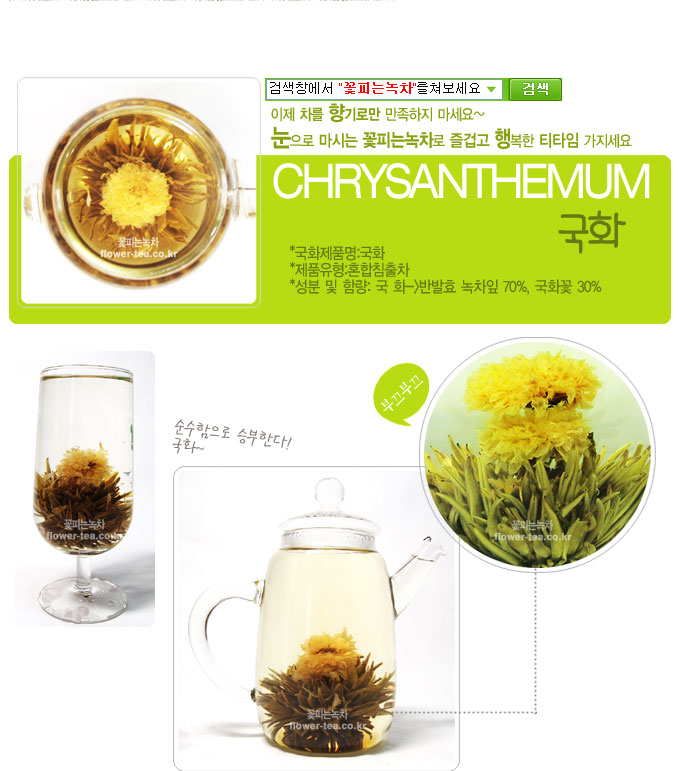 검색창에서 "꽃피는녹차"를쳐보세요 검색
이제 차를 향기로만 만족하지 마세요~
눈으로 마시는 꽃피는녹차로 즐겁고 행복한 티타임 가지세요
CHRYSANTHEMUM
국화
*국화제품명:국화
*제품유형:혼합침출차
*성분 및 함량: 국 화->반발효 녹차잎 70%, 국화꽃 30%
꽃피는녹차
flower-tea.co.kr
부끄부끄
순수함으로 승부한다!
국화~
꽃피는녹차
flower-tea.co.kr
꽃피는녹차
flower-tea.co.kr
꽃피는녹차
flower-tea.co.kr